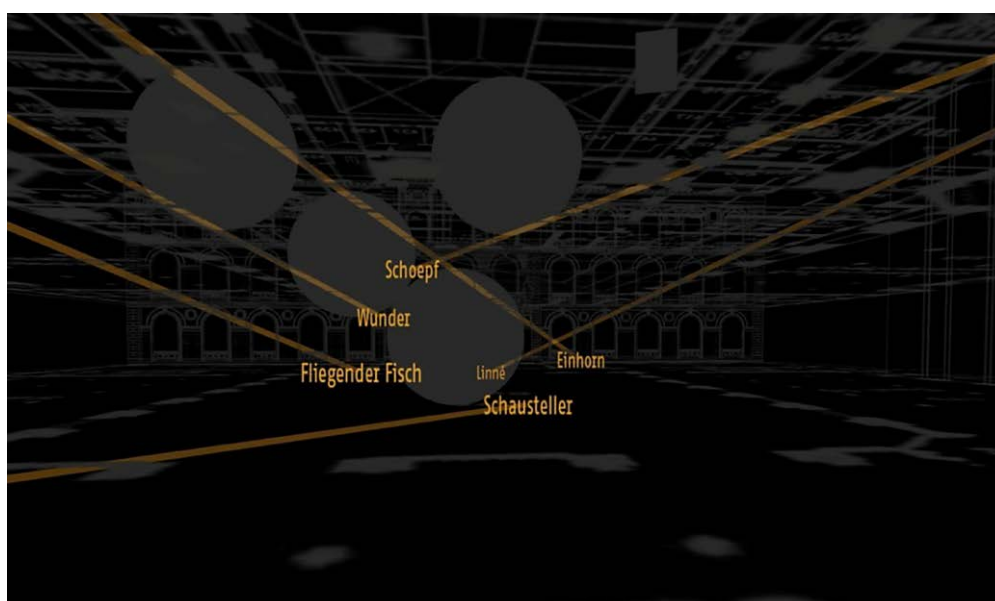 Schoepf
Wunder
Einhorn
Fliegender Fisch
Linné
Schausteller